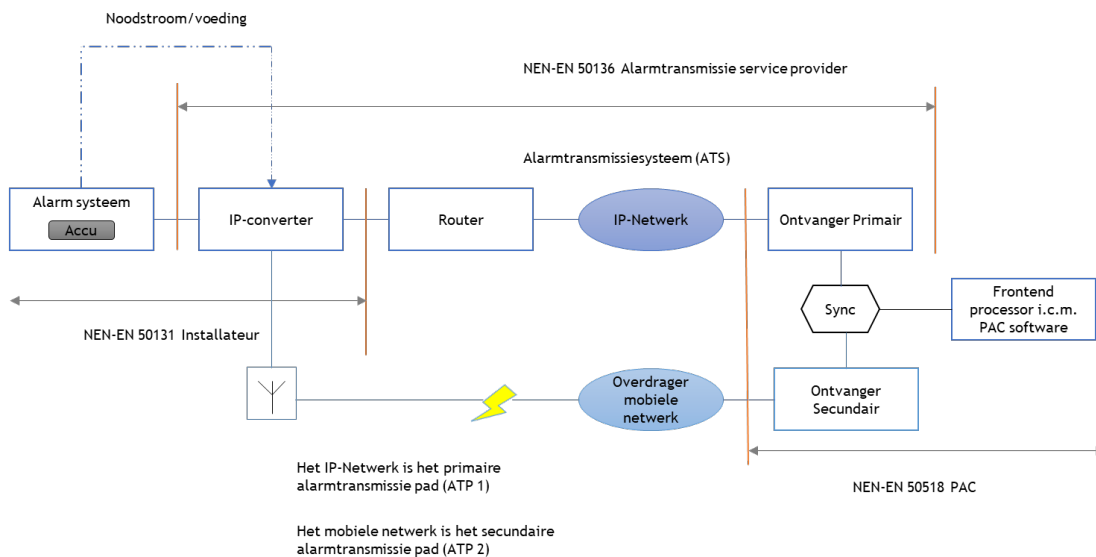 Noodstroom/voeding
NEN-EN 50136 Alarmtransmissie service provider
Alarmtransmissiesysteem (ATS)
Alarm systeem
Accu
IP-converter
Router
IP-Netwerk
Ontvanger Primair
NEN-EN 50131 Installateur
Sync
Frontend
processor i.c.m.
PAC software
Overdrager
mobiele
netwerk
Ontvanger
Secundair
Het IP-Netwerk is het primaire
alarmtransmissie pad (ATP 1)
NEN-EN 50518 PAC
Het mobiele netwerk is het secundaire
alarmtransmissie pad (ATP 2)